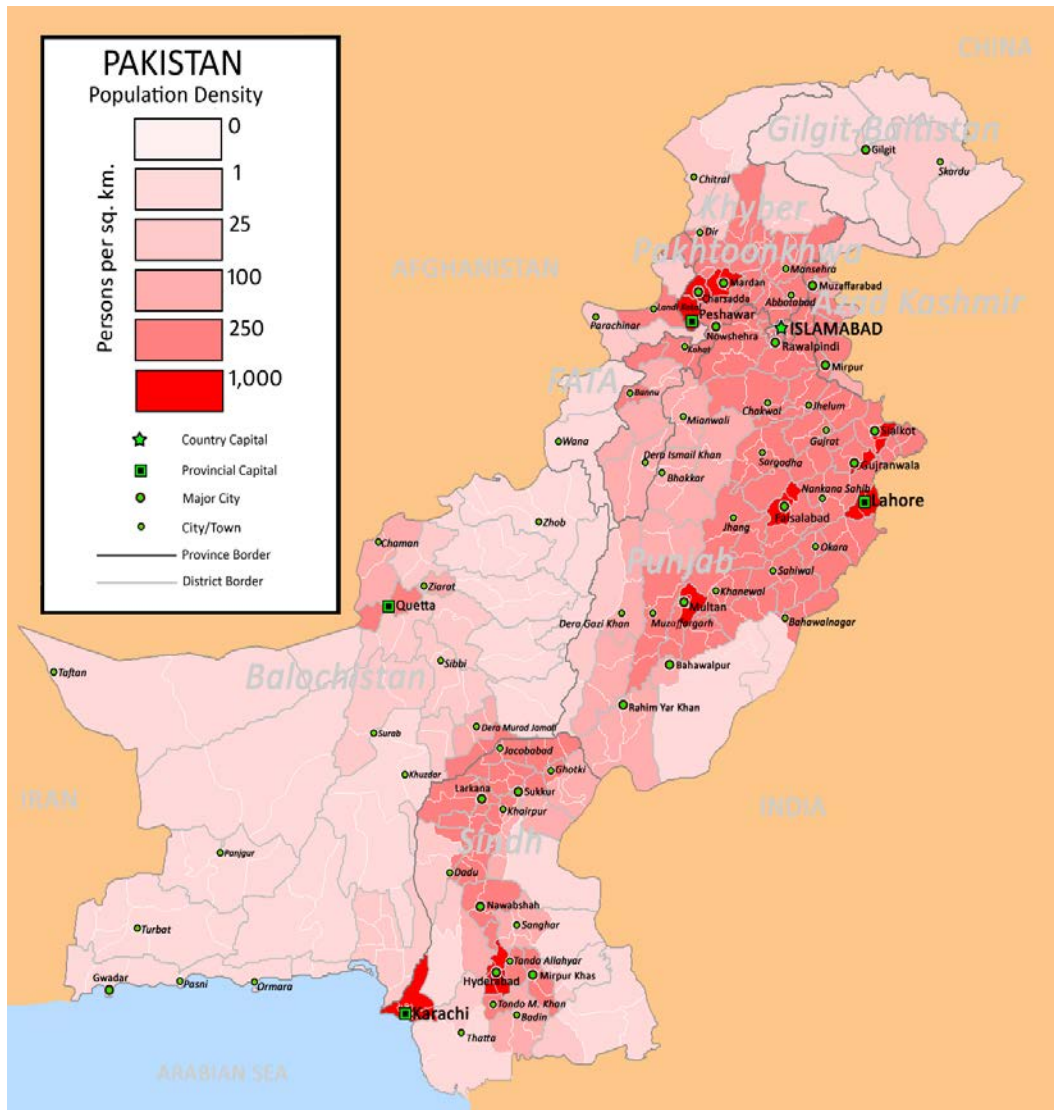 PAKISTAN
Population Density
Persons per sq. km.
0
1
25
100
250
1,000
Country Capital
Provincial Capital
Major City
City/Town
Province Border
District Border
CHINA
Gilgit-Baltistan
Gilgit
Skardu
Chitral
Khyber
Dir
Pakhtoonkhwa
AFGHANISTAN
Mansehra
Mardan
Muzaffarabad
Charsadda
Abbotabad
Azad Kashmir
Landi Kotal
Peshawar
Parachinar
Nowshehra
ISLAMABAD
Rawalpindi
Kohat
Mirpur
FATA
Bannu
Chakwal
Jhelum
Mianwali
Gujrat
Sialkot
Wana
Dera Ismail Khan
Sargodha
Gujranwala
Bhakkar
Nankana Sahib
Lahore
Faisalabad
Zhob
Jhang
Chaman
Okara
Punjab
Sahiwal
Ziarat
Khanewal
Quetta
Multan
Dera Gazi Khan
Muzaffargarh
Bahawalnagar
Taftan
Balochistan
Sibbi
Bahawalpur
Rahim Yar Khan
Surab
Dera Murad Jamali
Jacobabad
Khuzdar
Ghotki
IRAN
Larkana
Sukkur
INDIA
Khairpur
Sindh
Panjgur
Dadu
Nawabshah
Turbat
Sanghar
Tando Allahyar
Gwadar
Pasni
Ormara
Hyderabad
Mirpur Khas
Karachi
Tando M. Khan
Badin
Thatta
ARABIAN SEA